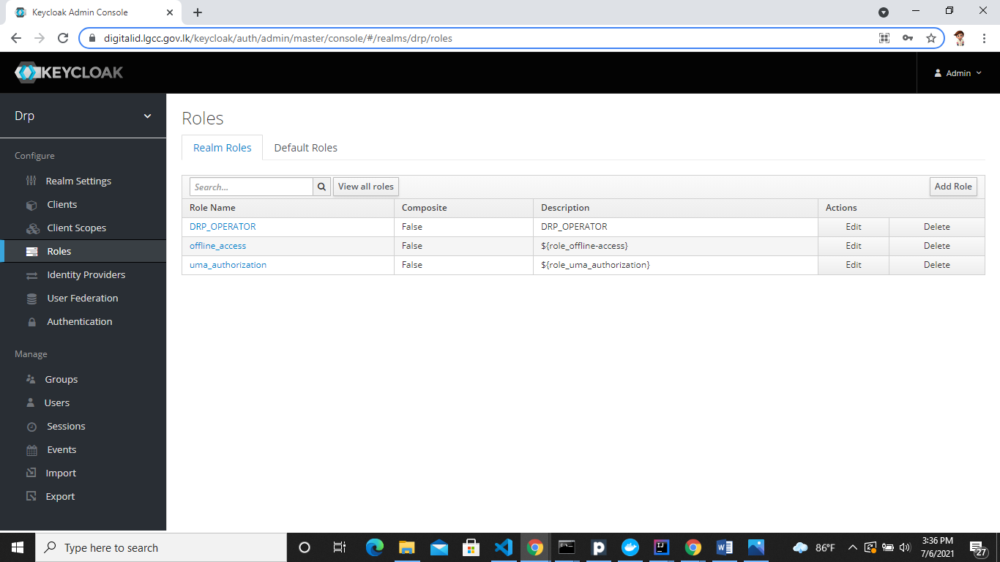 Keycloak Admin Console
digitalid.lgcc.gov.lk/keycloak/auth/admin/master/console/#/realms/drp/roles
KEYCLOAK
Admin
Drp
Configure
Realm Settings
Clients
Client Scopes
Roles
Identity Providers
User Federation
Authentication
Manage
Groups
Users
Sessions
Events
Import
Export
Roles
Realm Roles Default Roles
Search... View all roles Add Role
Role Name Composite Description Actions
DRP_OPERATOR False DRP_OPERATOR Edit Delete
offline_access False ${role_offline-access} Edit Delete
uma_authorization False ${role_uma_authorization} Edit Delete
Type here to search
86°F
3:36 PM
7/6/2021
27